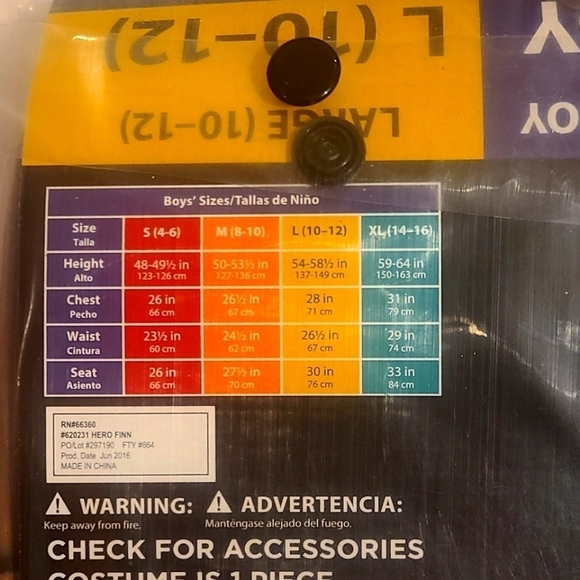 L (10–12)
LARGE (10–12)
OY
Boys' Sizes/Tallas de Niño
Size S (4-6) M (8-10) L (10–12) XL (14–16)
Talla
Height 48-49½ in 50-53½ in 54-58½ in 59-64 in
Alto 123-126 cm 127-136 cm 137-149 cm 150-163 cm
Chest 26 in 26½ in 28 in 31 in
Pecho 66 cm 67 cm 71 cm 79 cm
Waist 23½ in 24½ in 26½ in 29 in
Cintura 60 cm 62 cm 67 cm 74 cm
Seat 26 in 27½ in 30 in 33 in
Asiento 66 cm 70 cm 76 cm 84 cm
RN#66360
#620231 HERO FINN
PO/Lot #297190 FTY #664
Prod. Date Jun 2016
MADE IN CHINA
WARNING: ADVERTENCIA:
Keep away from fire. Manténgase alejado del fuego.
CHECK FOR ACCESSORIES
COSTUME IS 1 PIECE